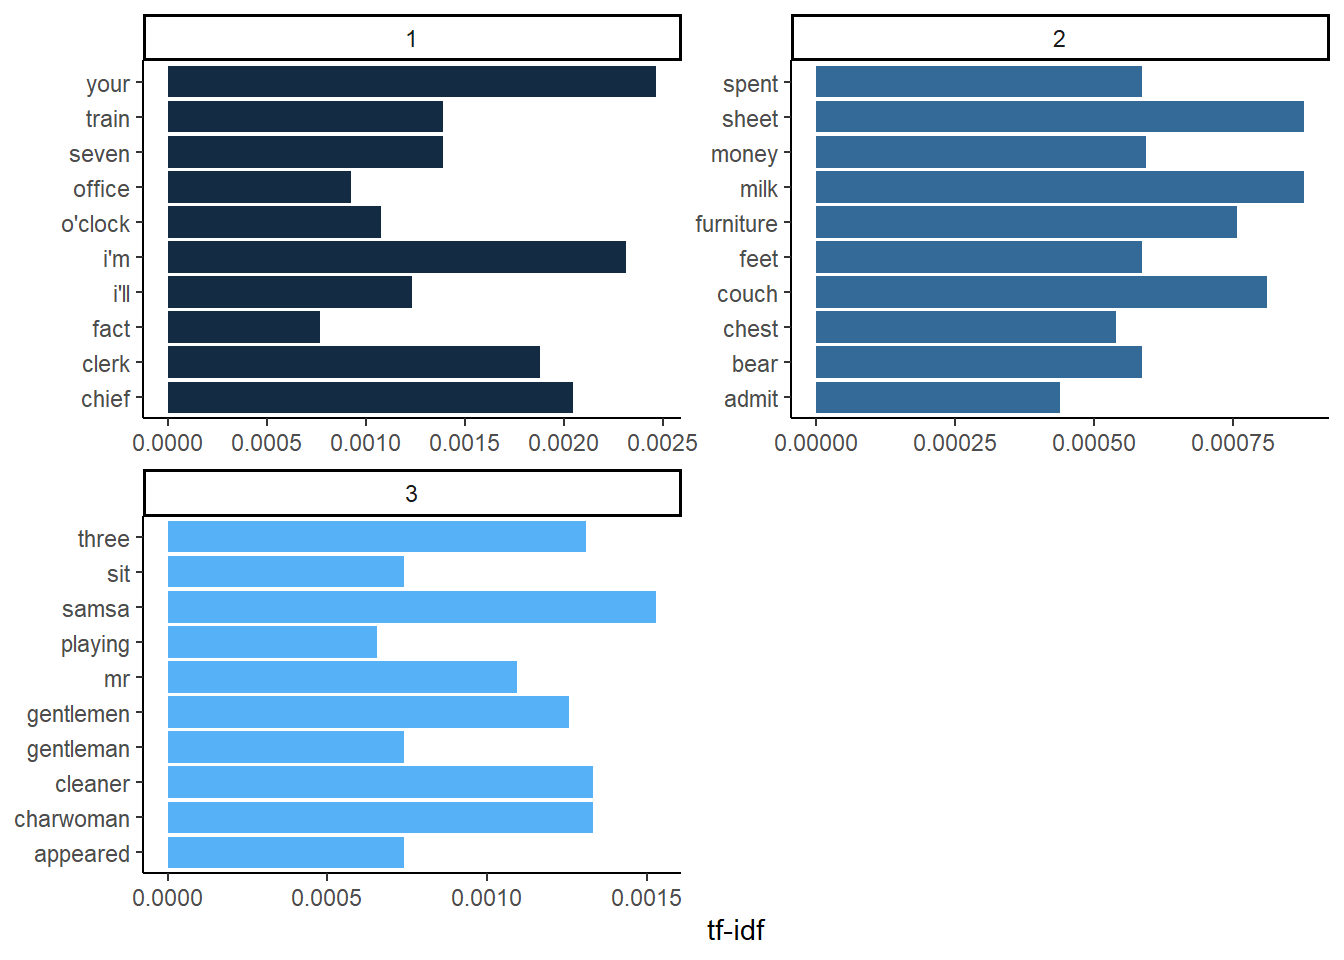 1
your
train
seven
office
o'clock
i'm
i'll
fact
clerk
chief
0.0000 0.0005 0.0010 0.0015 0.0020 0.0025
2
spent
sheet
money
milk
furniture
feet
couch
chest
bear
admit
0.00000 0.00025 0.00050 0.00075
3
three
sit
samsa
playing
mr
gentlemen
gentleman
cleaner
charwoman
appeared
0.0000 0.0005 0.0010 0.0015
tf-idf